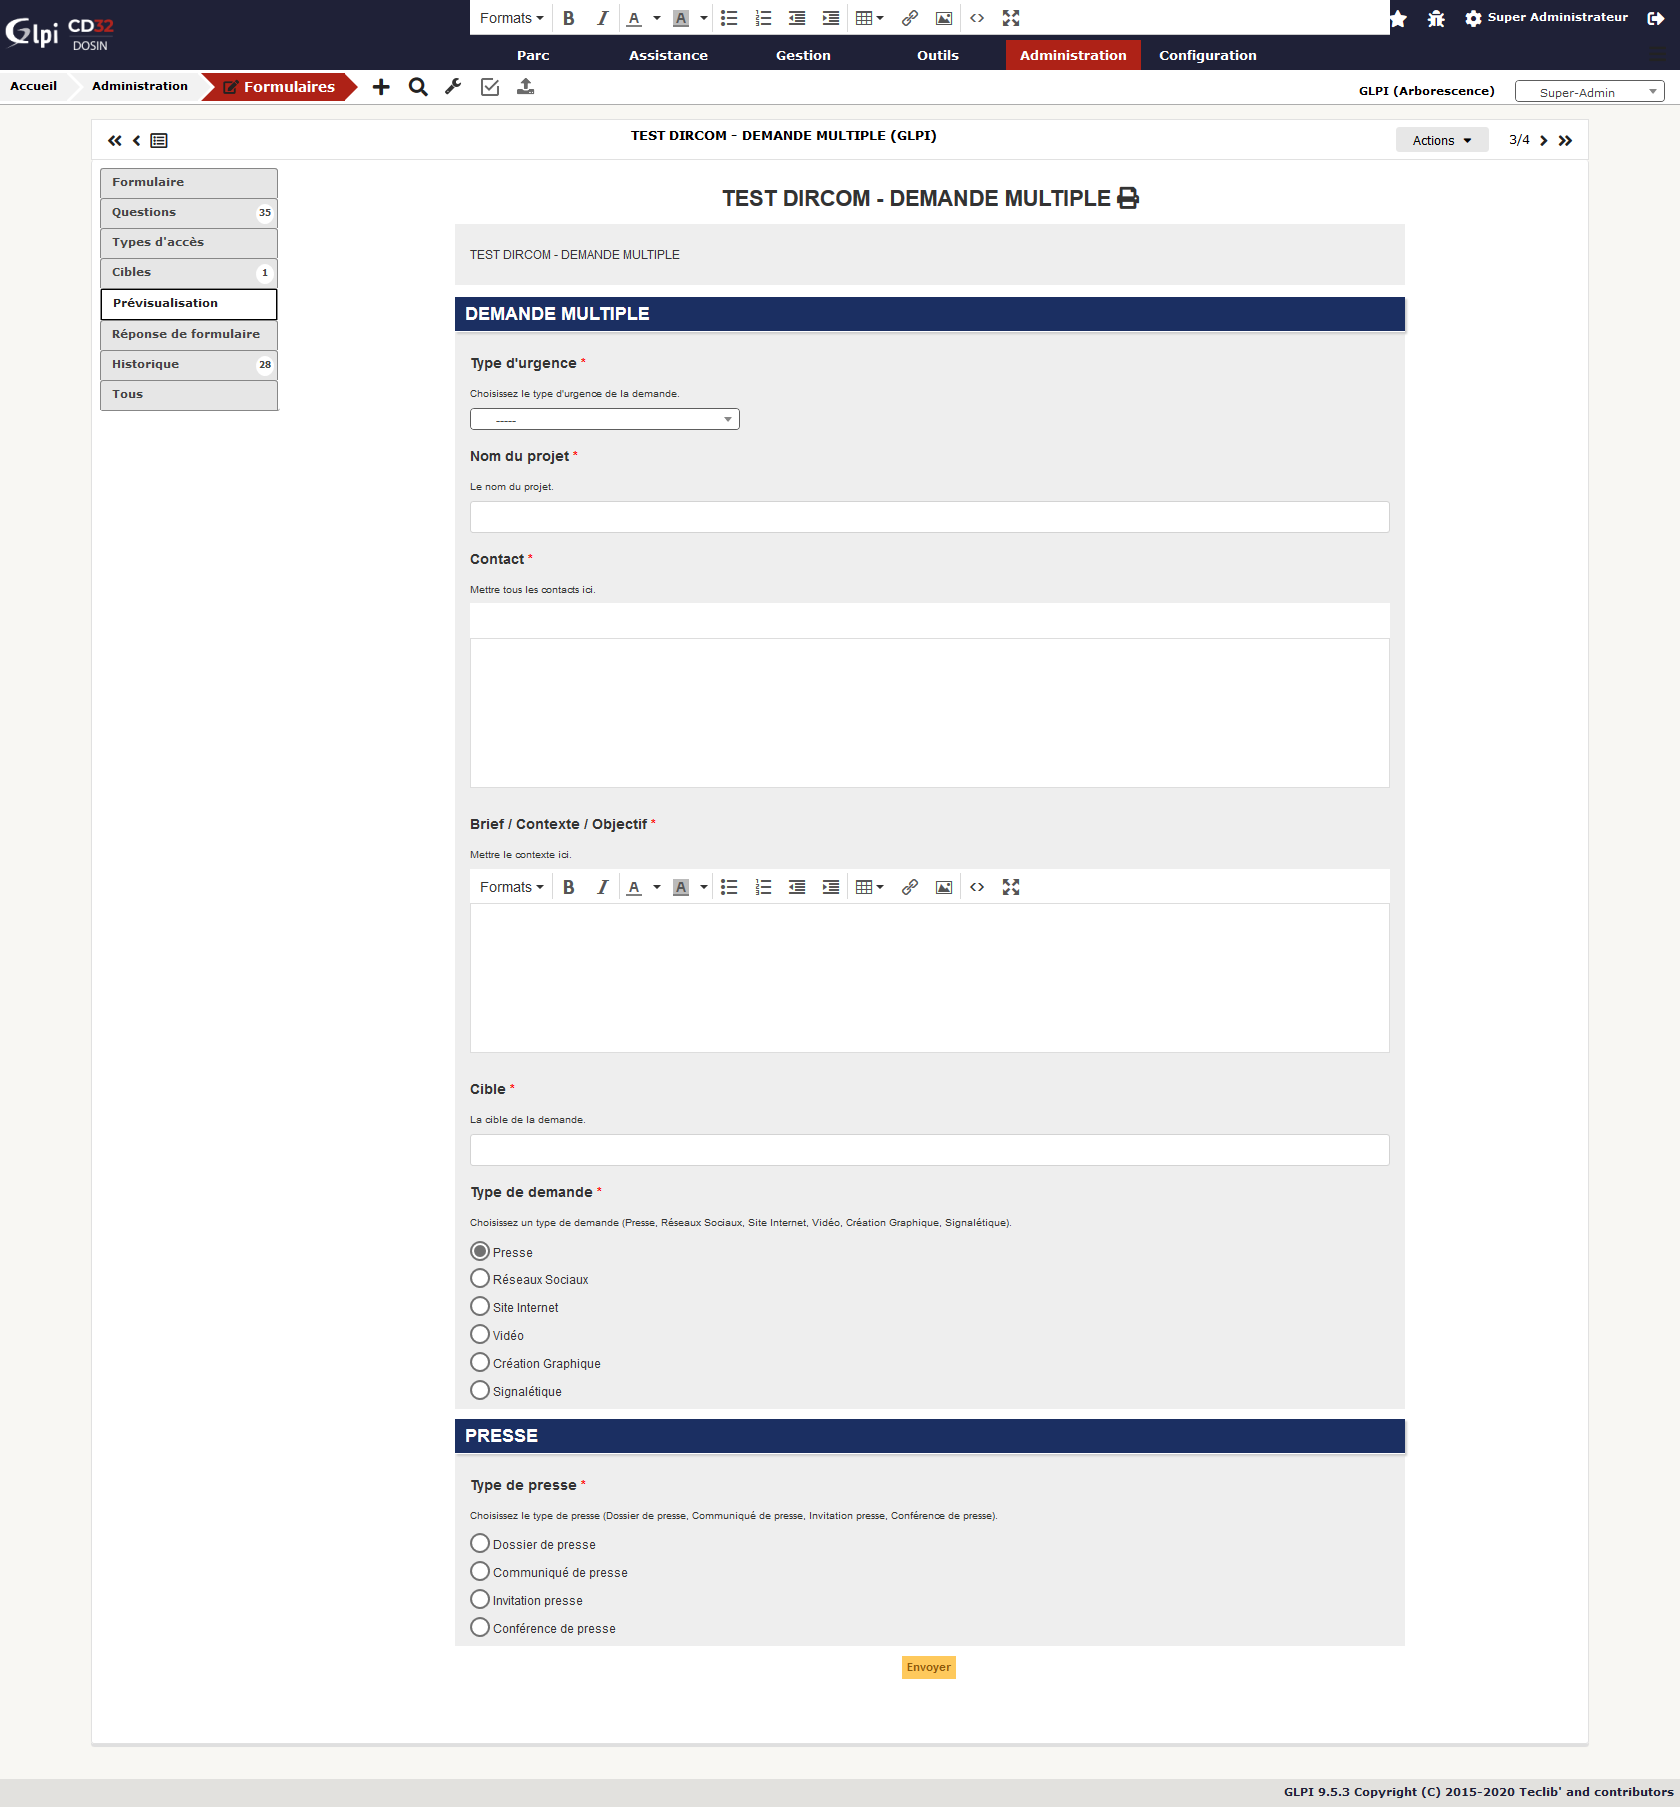 Glpi CD32 DOSIN
Formats B I A A
Super Administrateur
Parc Assistance Gestion Outils Administration Configuration
Accueil Administration Formulaires
GLPI (Arborescence) Super-Admin
TEST DIRCOM - DEMANDE MULTIPLE (GLPI)
Actions 3/4
Formulaire
Questions 35
Types d'accès
Cibles 1
Prévisualisation
Réponse de formulaire
Historique 28
Tous
TEST DIRCOM - DEMANDE MULTIPLE
TEST DIRCOM - DEMANDE MULTIPLE
DEMANDE MULTIPLE
Type d'urgence *
Choisissez le type d'urgence de la demande.
-----
Nom du projet *
Le nom du projet.
Contact *
Mettre tous les contacts ici.
Brief / Contexte / Objectif *
Mettre le contexte ici.
Formats B I A A
Cible *
La cible de la demande.
Type de demande *
Choisissez un type de demande (Presse, Réseaux Sociaux, Site Internet, Vidéo, Création Graphique, Signalétique).
Presse
Réseaux Sociaux
Site Internet
Vidéo
Création Graphique
Signalétique
PRESSE
Type de presse *
Choisissez le type de presse (Dossier de presse, Communiqué de presse, Invitation presse, Conférence de presse).
Dossier de presse
Communiqué de presse
Invitation presse
Conférence de presse
Envoyer
GLPI 9.5.3 Copyright (C) 2015-2020 Teclib' and contributors